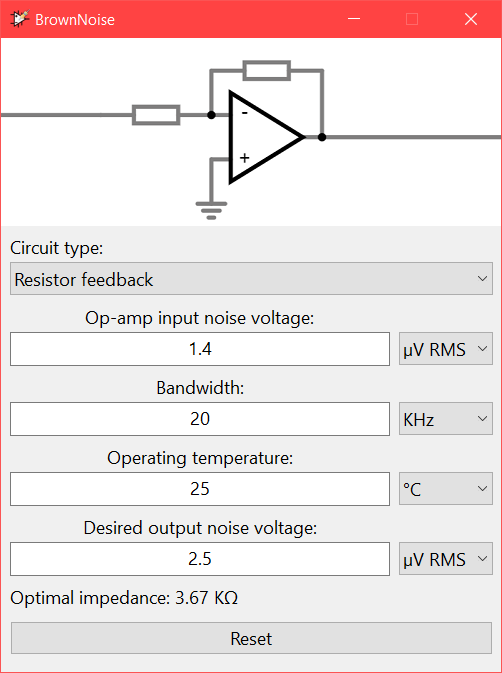 BrownNoise
-
+
Circuit type:
Resistor feedback
Op-amp input noise voltage:
1.4 µV RMS
Bandwidth:
20 KHz
Operating temperature:
25 °C
Desired output noise voltage:
2.5 µV RMS
Optimal impedance: 3.67 KΩ
Reset